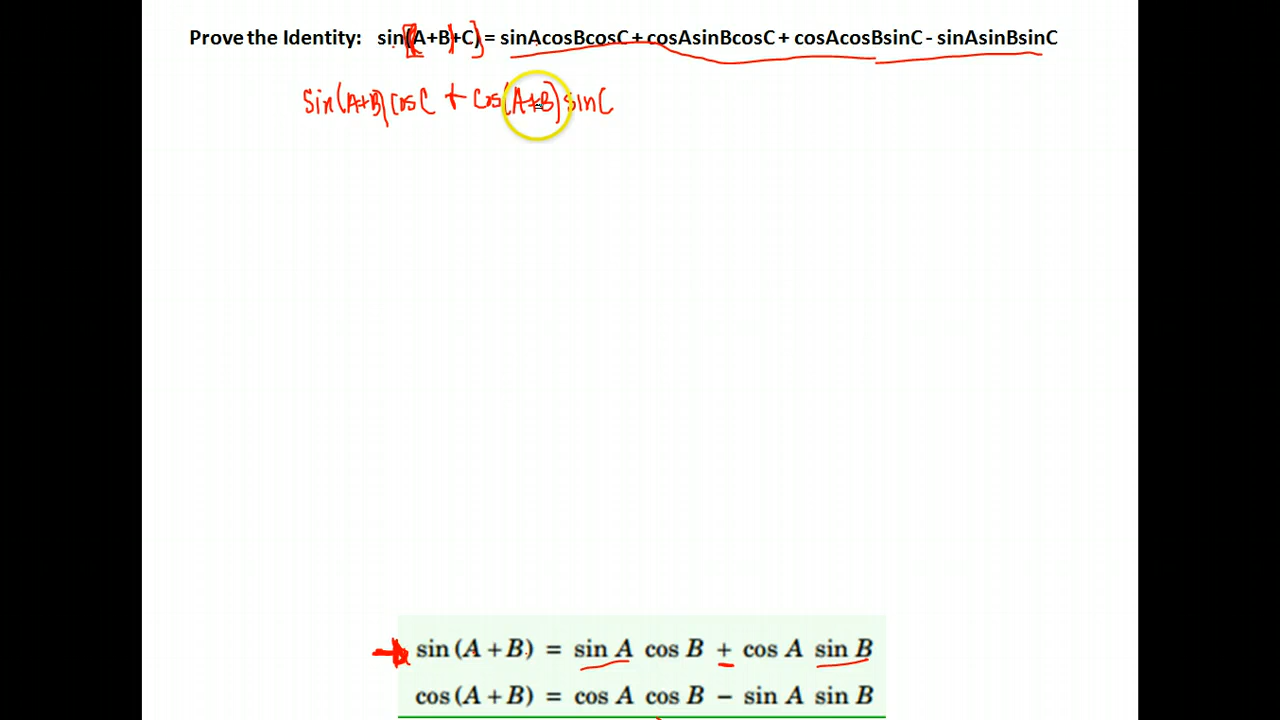 Prove the Identity: sin(A+B+C) = sinAcosBcosC + cosAsinBcosC + cosAcosBsinC - sinAsinBsinC
sin(A+B)cosC + cos(A+B)sinC
sin (A + B) = sin A cos B + cos A sin B
cos (A + B) = cos A cos B − sin A sin B